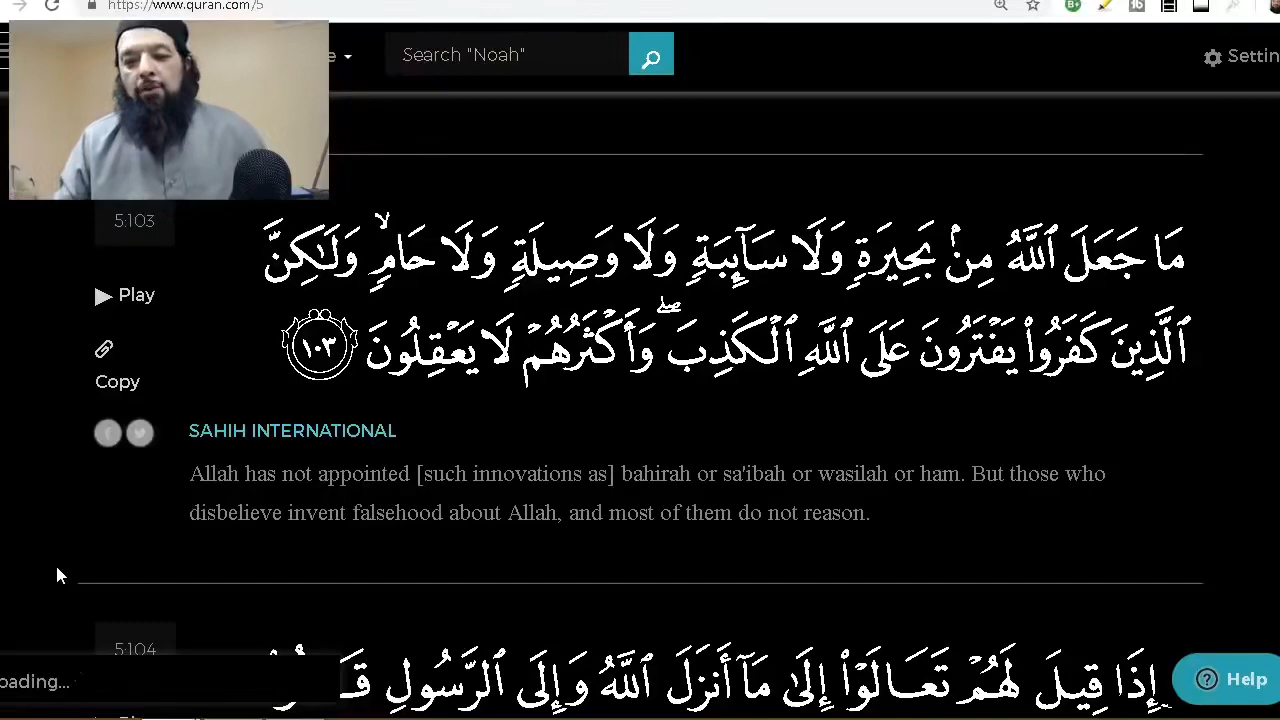 https://www.quran.com/5
e
Search "Noah"
Settin
5:103
مَا جَعَلَ ٱللَّهُ مِنۢ بَحِيرَةٍ وَلَا سَآئِبَةٍ وَلَا وَصِيلَةٍ وَلَا حَامٍ ۙ وَلَـٰكِنَّ
ٱلَّذِينَ كَفَرُوا۟ يَفْتَرُونَ عَلَى ٱللَّهِ ٱلْكَذِبَ ۖ وَأَكْثَرُهُمْ لَا يَعْقِلُونَ ١٠٣
Play
Copy
SAHIH INTERNATIONAL
Allah has not appointed [such innovations as] bahirah or sa'ibah or wasilah or ham. But those who
disbelieve invent falsehood about Allah, and most of them do not reason.
5:104
إِذَا قِيلَ لَهُمْ تَعَالَوْا۟ إِلَىٰ مَآ أَنزَلَ ٱللَّهُ وَإِلَى ٱلرَّسُولِ
oading...
Help